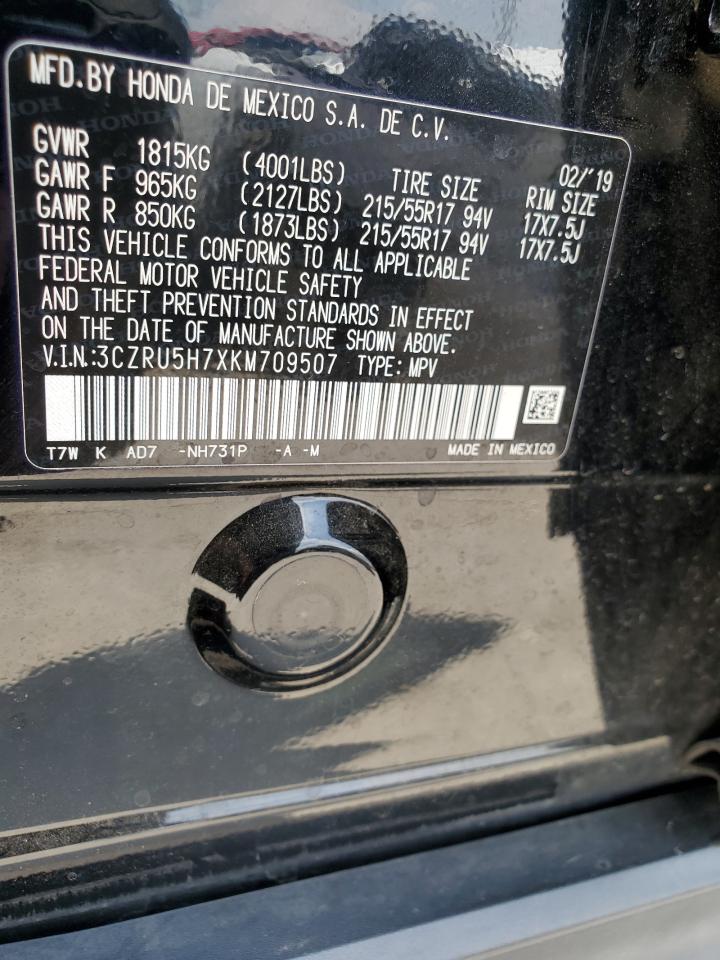 MFD.BY HONDA DE MEXICO S.A. DE C.V.
02/'19
GVWR 1815KG (4001LBS) TIRE SIZE RIM SIZE
GAWR F 965KG (2127LBS) 215/55R17 94V 17X7.5J
GAWR R 850KG (1873LBS) 215/55R17 94V 17X7.5J
THIS VEHICLE CONFORMS TO ALL APPLICABLE
FEDERAL MOTOR VEHICLE SAFETY
AND THEFT PREVENTION STANDARDS IN EFFECT
ON THE DATE OF MANUFACTURE SHOWN ABOVE.
V.I.N.:3CZRU5H7XKM709507 TYPE: MPV
T7W K AD7 -NH731P -A -M MADE IN MEXICO